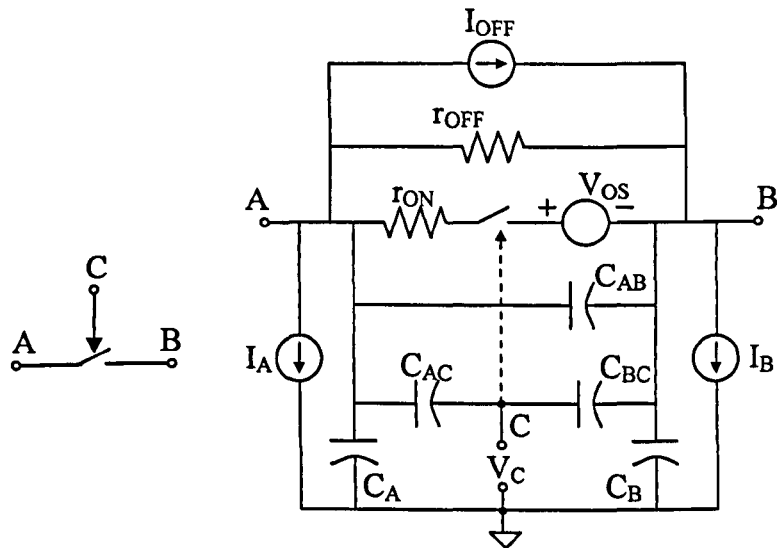 I_OFF
r_OFF
A r_ON + V_OS − B
C
C_AB
A B
I_A C_AC C_BC I_B
C
V_C
C_A C_B